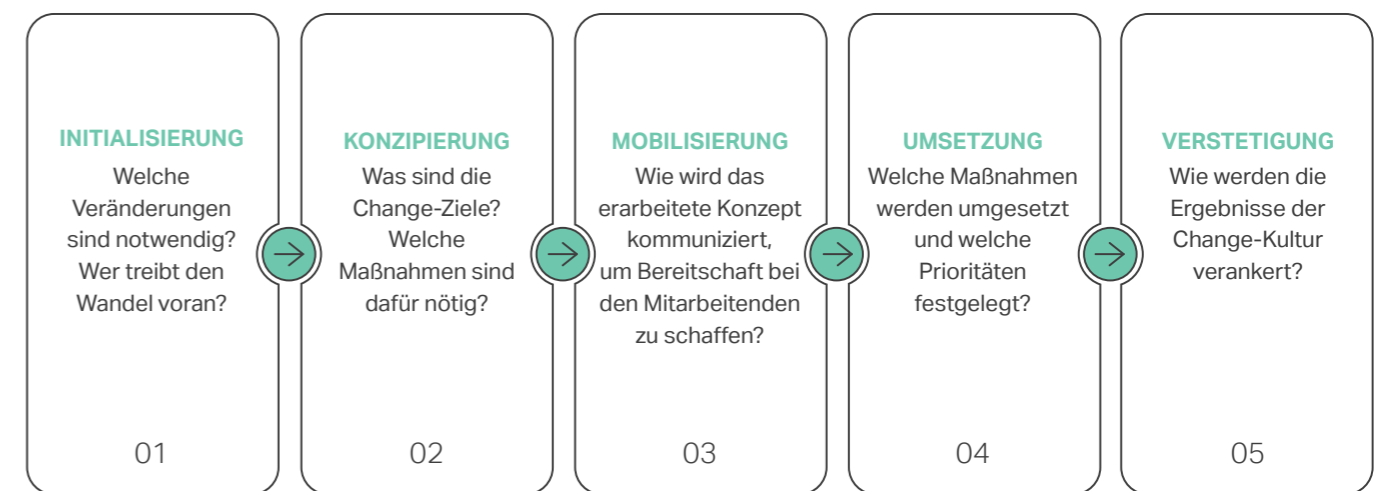 INITIALISIERUNG
Welche
Veränderungen
sind notwendig?
Wer treibt den
Wandel voran?
01
KONZIPIERUNG
Was sind die
Change-Ziele?
Welche
Maßnahmen sind
dafür nötig?
02
MOBILISIERUNG
Wie wird das
erarbeitete Konzept
kommuniziert,
um Bereitschaft bei
den Mitarbeitenden
zu schaffen?
03
UMSETZUNG
Welche Maßnahmen
werden umgesetzt
und welche
Prioritäten
festgelegt?
04
VERSTETIGUNG
Wie werden die
Ergebnisse der
Change-Kultur
verankert?
05